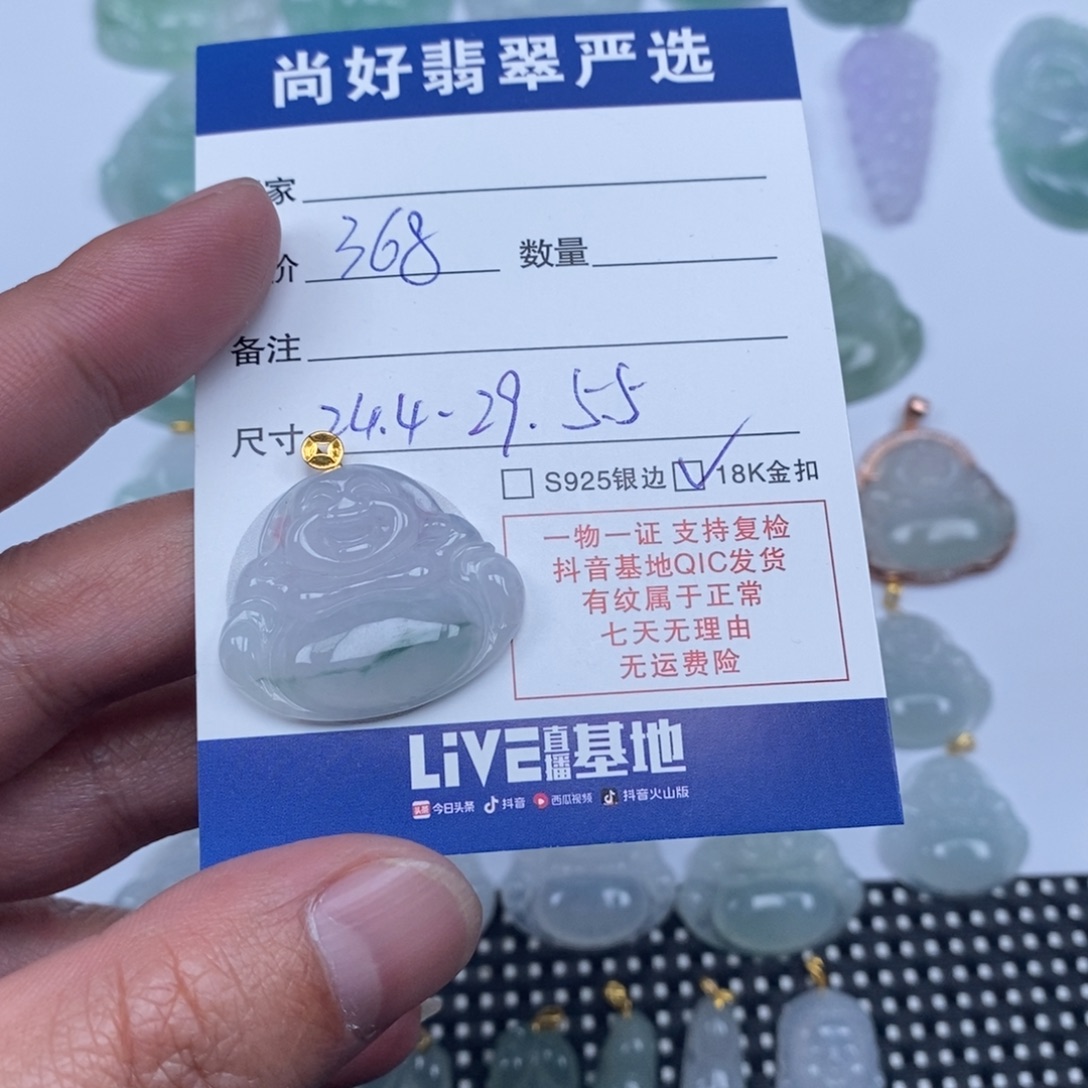 尚好翡翠严选
家
价 368 数量
备注
尺寸 24.4-29.55
S925银边 18K金扣
一物一证 支持复检
抖音基地QIC发货
有纹属于正常
七天无理由
无运费险
LiVE直播基地
头条 今日头条 抖音 西瓜视频 抖音火山版